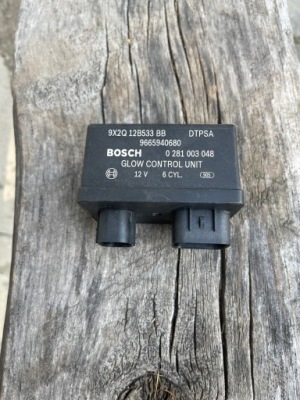 9X2Q 12B533 BB DTPSA
9665940680
BOSCH 0 281 003 048
GLOW CONTROL UNIT
12 V 6 CYL.